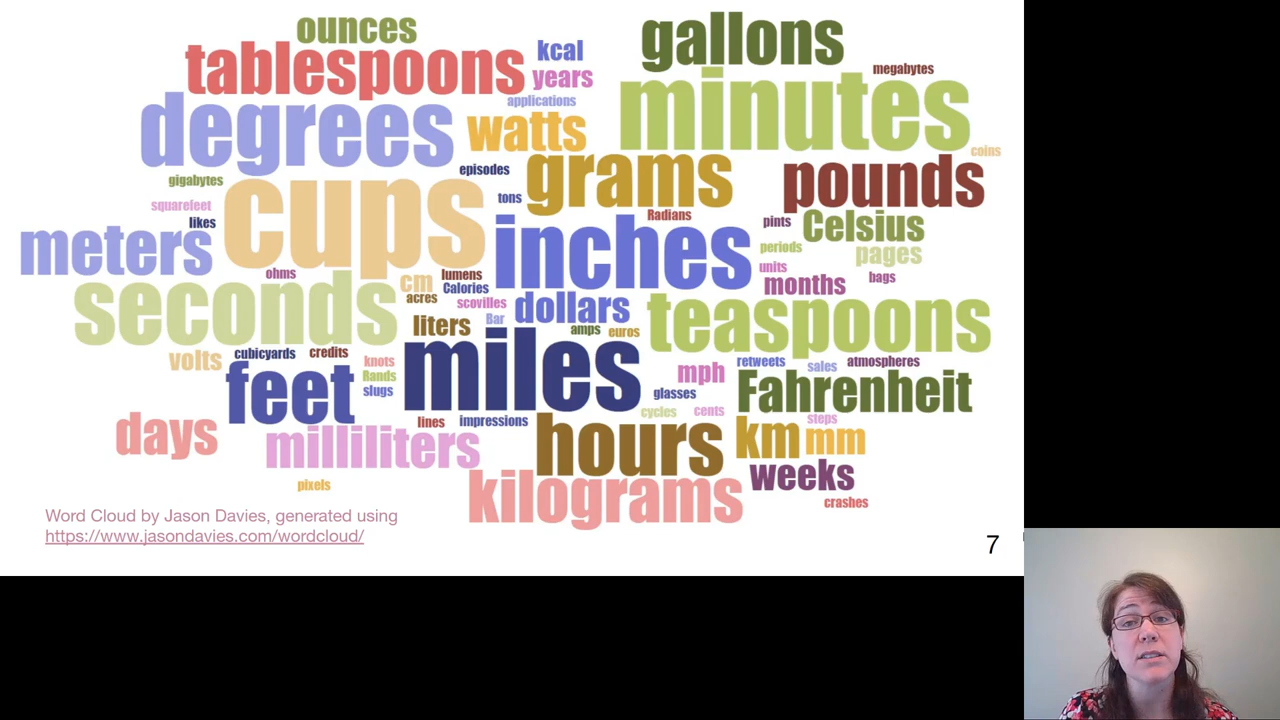 ounces
gallons
tablespoons
kcal
years
megabytes
minutes
degrees
applications
watts
coins
episodes
grams
pounds
gigabytes
cups
tons
squarefeet
likes
Radians
pints
Celsius
meters
inches
periods
pages
ohms
cm
lumens
units
months
bags
seconds
acres
Calories
scovilles
dollars
teaspoons
liters
Bar
amps
euros
miles
volts
cubicyards
credits
knots
Rands
slugs
feet
mph
retweets
sales
atmospheres
glasses
Fahrenheit
cycles
cents
steps
days
milliliters
lines
impressions
hours
km
mm
weeks
kilograms
pixels
crashes
Word Cloud by Jason Davies, generated using
https://www.jasondavies.com/wordcloud/
7